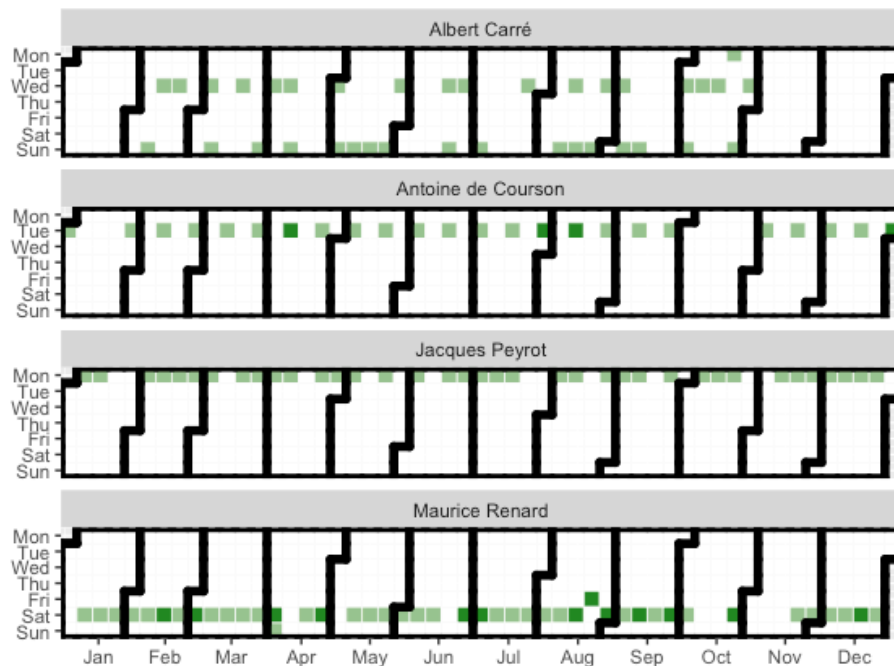 Albert Carré
Mon
Tue
Wed
Thu
Fri
Sat
Sun
Antoine de Courson
Mon
Tue
Wed
Thu
Fri
Sat
Sun
Jacques Peyrot
Mon
Tue
Wed
Thu
Fri
Sat
Sun
Maurice Renard
Mon
Tue
Wed
Thu
Fri
Sat
Sun
Jan Feb Mar Apr May Jun Jul Aug Sep Oct Nov Dec